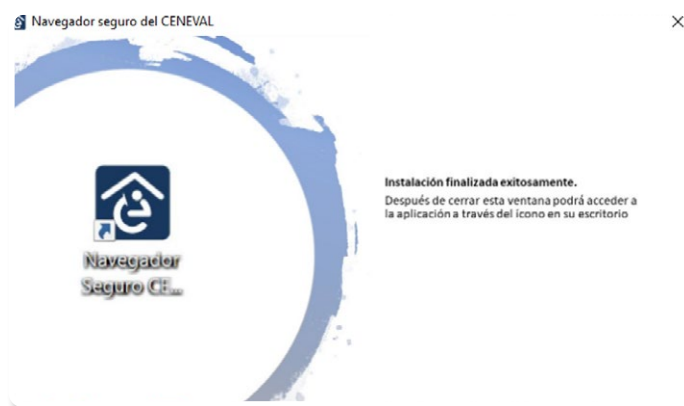 Navegador seguro del CENEVAL
Navegador
Seguro CE...
Instalación finalizada exitosamente.
Después de cerrar esta ventana podrá acceder a
la aplicación a través del ícono en su escritorio